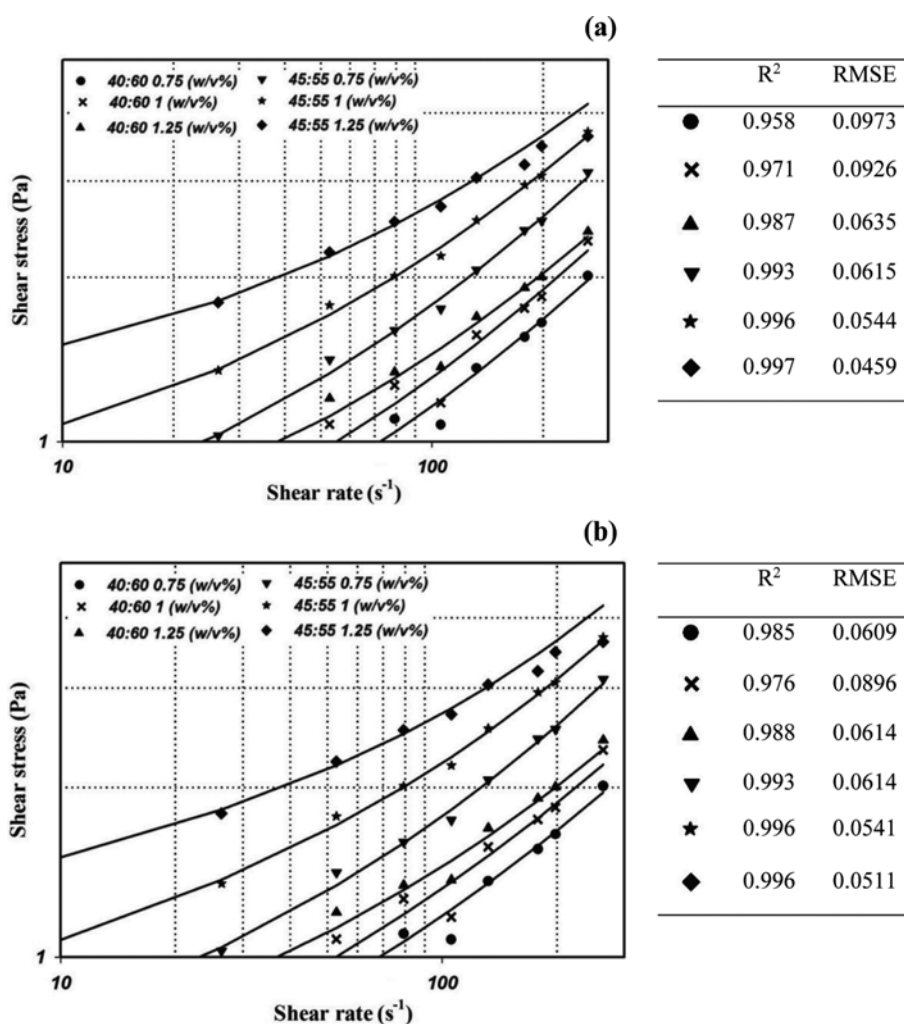 (a)
40:60 0.75 (w/v%) 45:55 0.75 (w/v%)
40:60 1 (w/v%) 45:55 1 (w/v%)
40:60 1.25 (w/v%) 45:55 1.25 (w/v%)
Shear stress (Pa)
1
10 100
Shear rate (s⁻¹)
R² RMSE
0.958 0.0973
0.971 0.0926
0.987 0.0635
0.993 0.0615
0.996 0.0544
0.997 0.0459
(b)
40:60 0.75 (w/v%) 45:55 0.75 (w/v%)
40:60 1 (w/v%) 45:55 1 (w/v%)
40:60 1.25 (w/v%) 45:55 1.25 (w/v%)
Shear stress (Pa)
1
10 100
Shear rate (s⁻¹)
R² RMSE
0.985 0.0609
0.976 0.0896
0.988 0.0614
0.993 0.0614
0.996 0.0541
0.996 0.0511